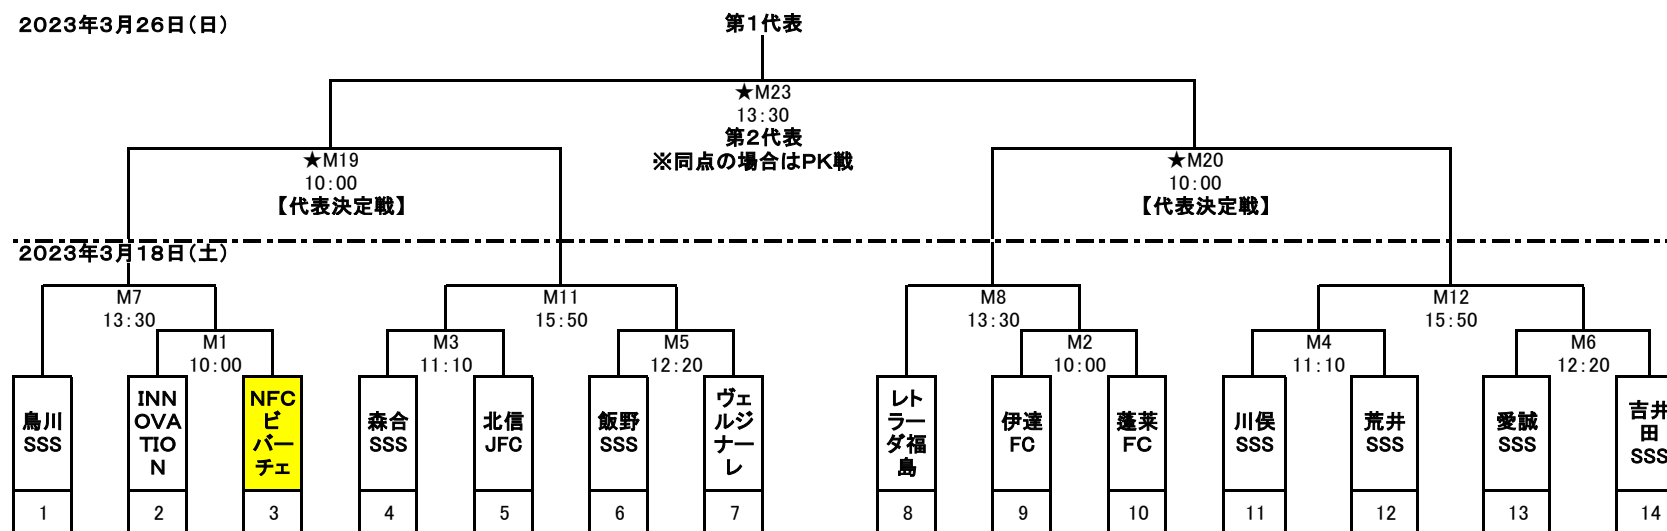 2023年3月26日(日)
第1代表
★M23
13:30
第2代表
※同点の場合はPK戦
★M19
10:00
【代表決定戦】
★M20
10:00
【代表決定戦】
2023年3月18日(土)
M7
13:30
M11
15:50
M8
13:30
M12
15:50
M1
10:00
M3
11:10
M5
12:20
M2
10:00
M4
11:10
M6
12:20
鳥川
SSS
INN
OVA
TIO
N
NFC
ビ
バー
チェ
森合
SSS
北信
JFC
飯野
SSS
ヴェ
ルジ
ナー
レ
レト
ラー
ダ福
島
伊達
FC
蓬莱
FC
川俣
SSS
荒井
SSS
愛誠
SSS
吉井
田
SSS
1
2
3
4
5
6
7
8
9
10
11
12
13
14